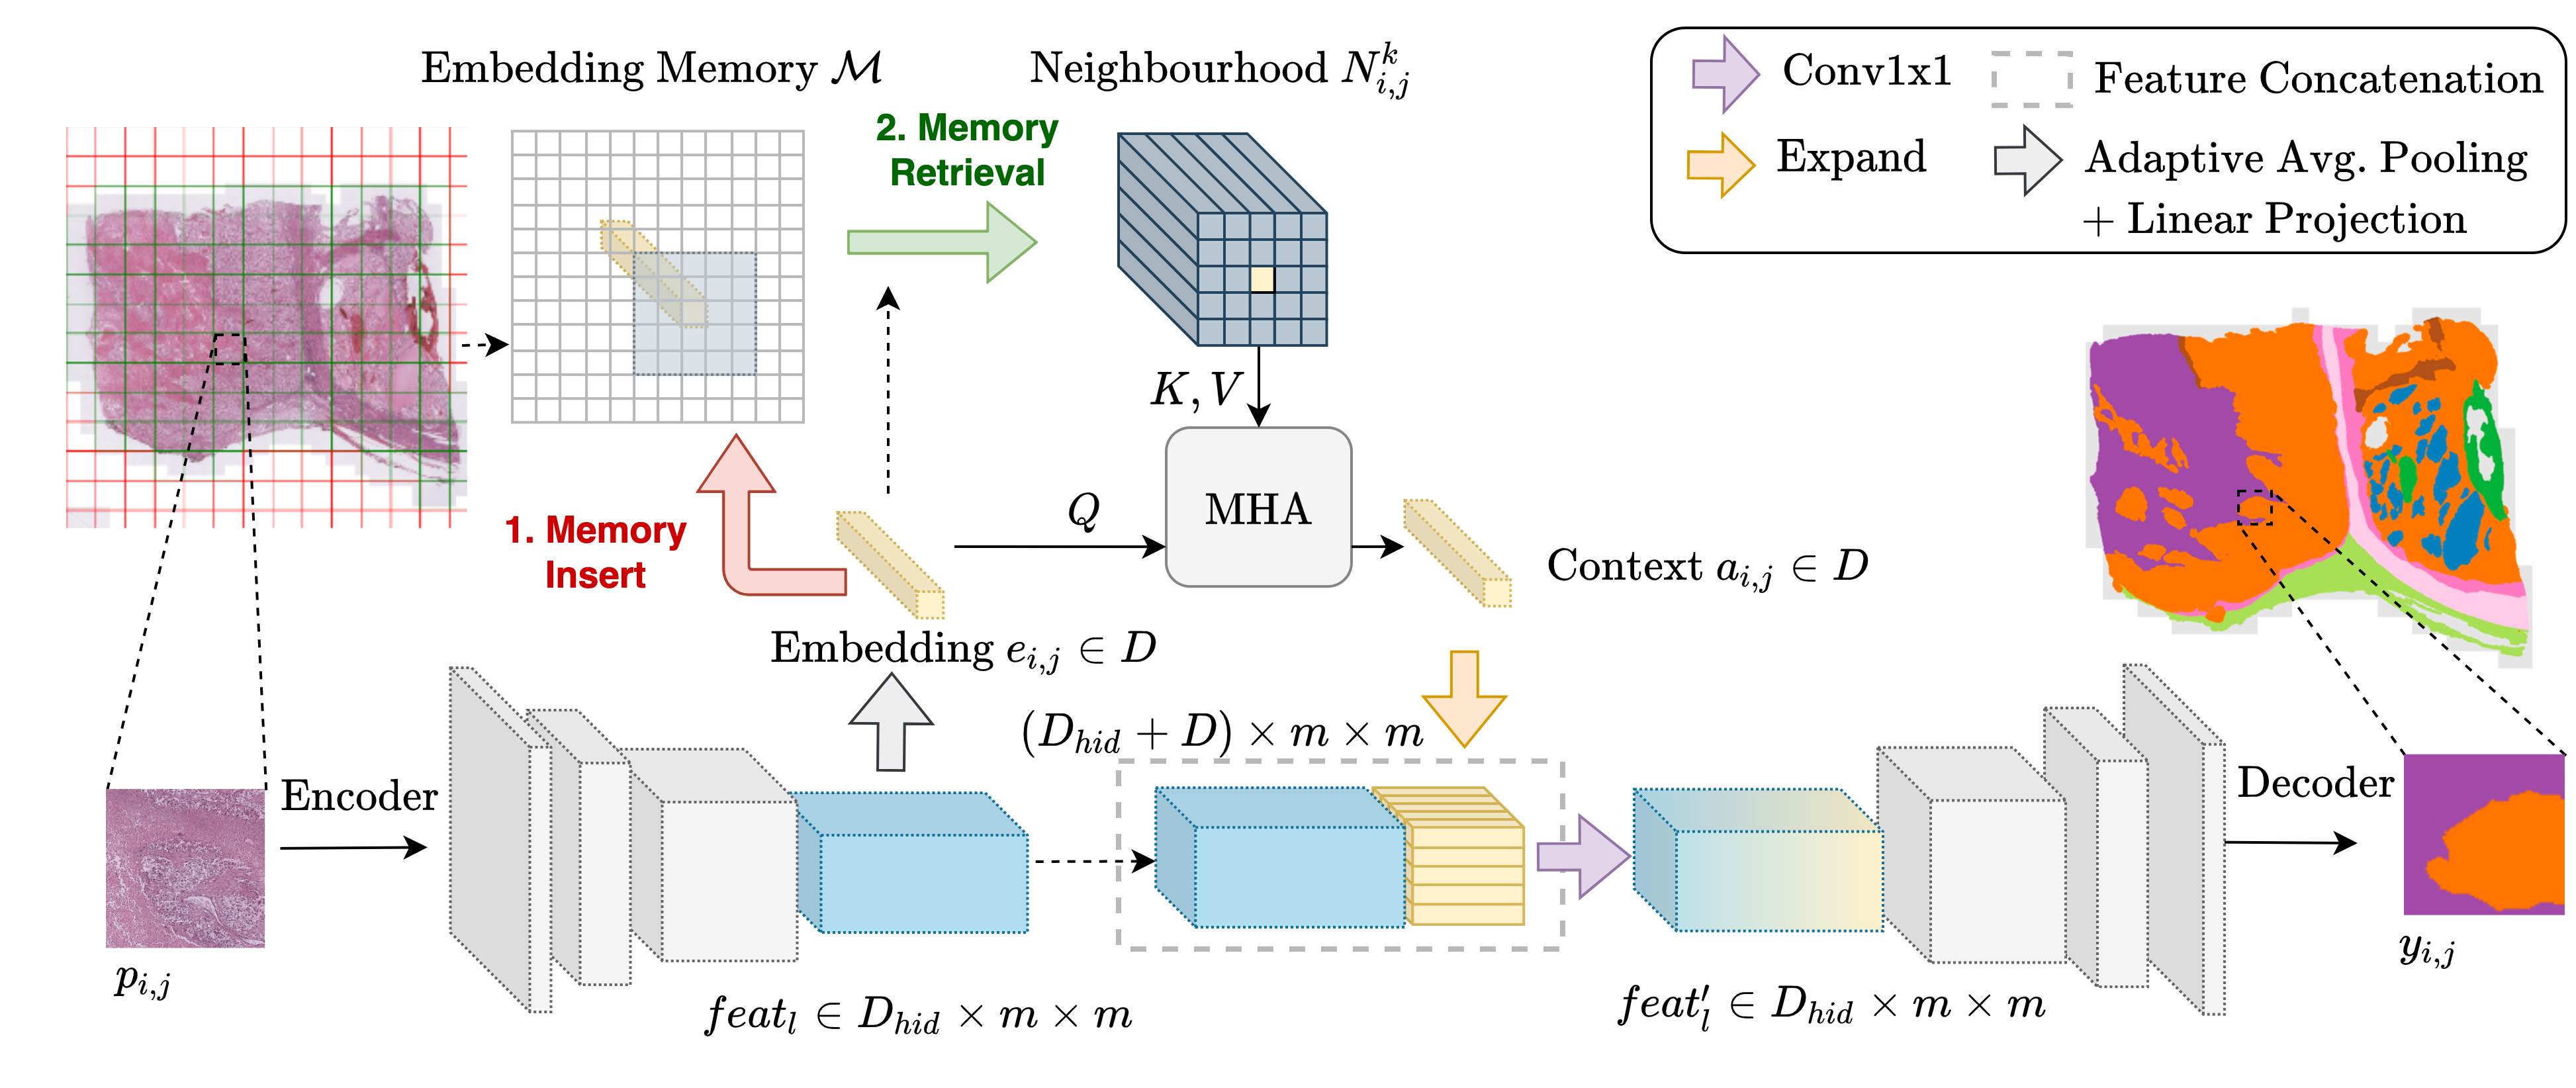 Embedding Memory $\mathcal{M}$
Neighbourhood $N_{i,j}^{k}$
Conv1x1
Feature Concatenation
Expand
Adaptive Avg. Pooling
+ Linear Projection
2. Memory
Retrieval
K, V
1. Memory
Insert
Q
MHA
Context $a_{i,j} \in D$
Embedding $e_{i,j} \in D$
$(D_{hid} + D) \times m \times m$
Encoder
Decoder
$p_{i,j}$
$y_{i,j}$
$feat_l \in D_{hid} \times m \times m$
$feat'_l \in D_{hid} \times m \times m$